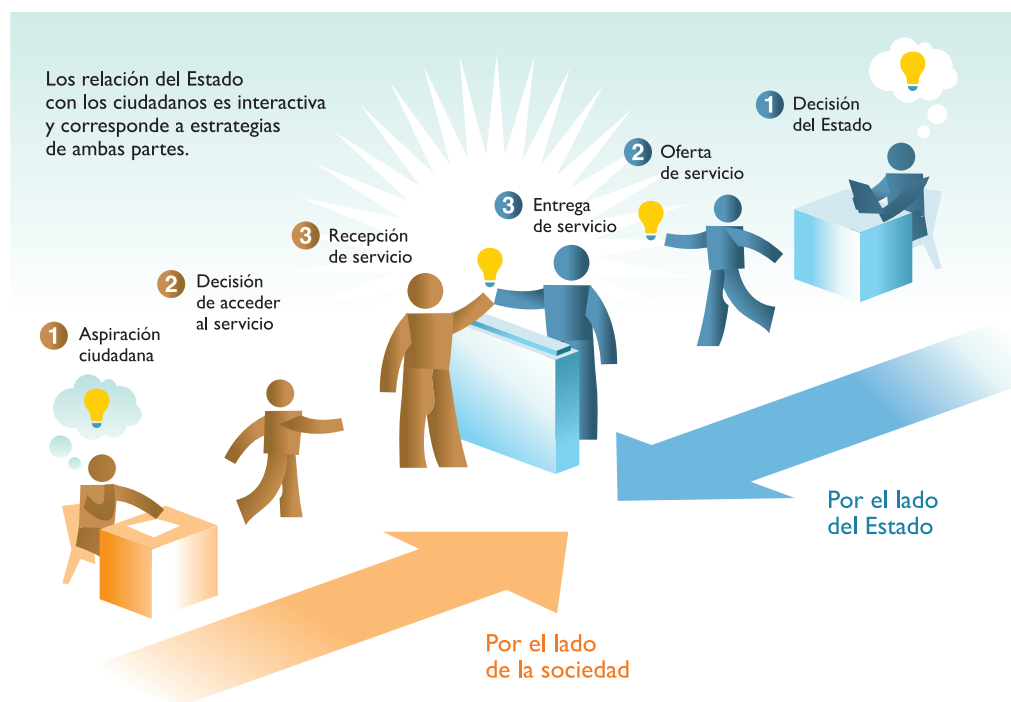 Los relación del Estado
con los ciudadanos es interactiva
y corresponde a estrategias
de ambas partes.
1 Decisión
del Estado
2 Oferta
de servicio
3 Entrega
de servicio
3 Recepción
de servicio
2 Decisión
de acceder
al servicio
1 Aspiración
ciudadana
Por el lado
del Estado
Por el lado
de la sociedad